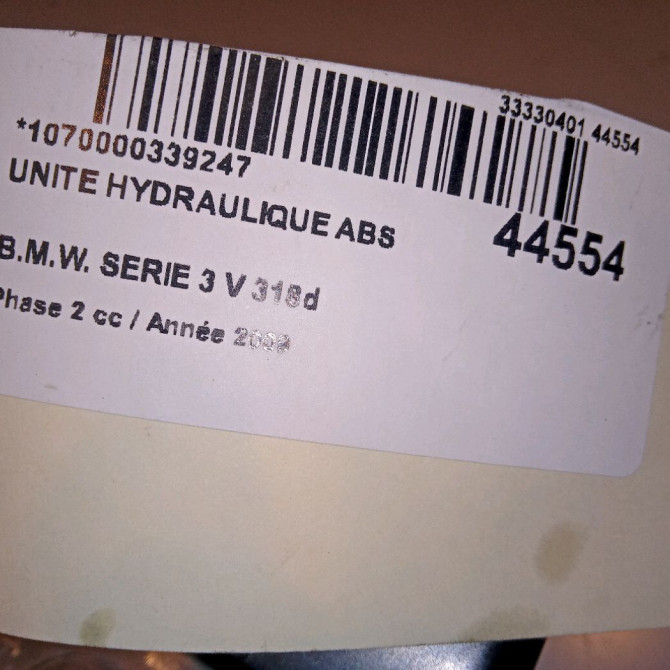 33330401 44554
*1070000339247
44554
UNITE HYDRAULIQUE ABS
B.M.W. SERIE 3 V 318d
Phase 2 cc / Année